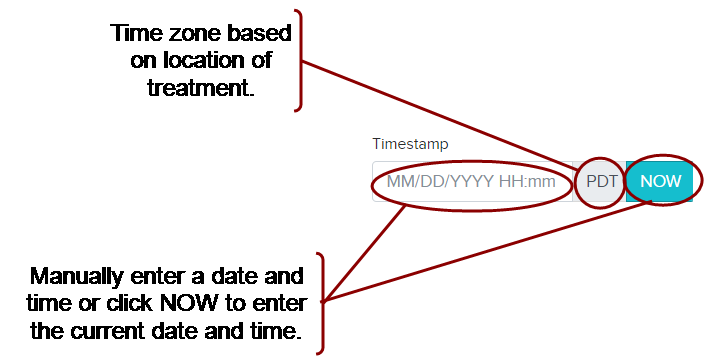 Time zone based
on location of
treatment.
Timestamp
MM/DD/YYYY HH:mm PDT NOW
Manually enter a date and
time or click NOW to enter
the current date and time.